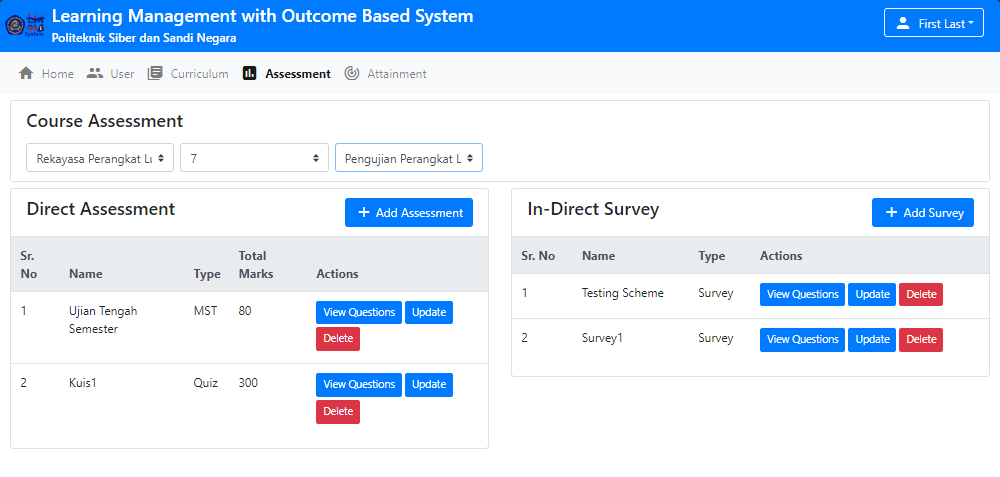 Learning Management with Outcome Based System
Politeknik Siber dan Sandi Negara
First Last
Home User Curriculum Assessment Attainment
Course Assessment
Rekayasa Perangkat Lu 7 Pengujian Perangkat L
Direct Assessment + Add Assessment
Sr. No Name Type Total Marks Actions
1 Ujian Tengah Semester MST 80 View Questions Update Delete
2 Kuis1 Quiz 300 View Questions Update Delete
In-Direct Survey + Add Survey
Sr. No Name Type Actions
1 Testing Scheme Survey View Questions Update Delete
2 Survey1 Survey View Questions Update Delete